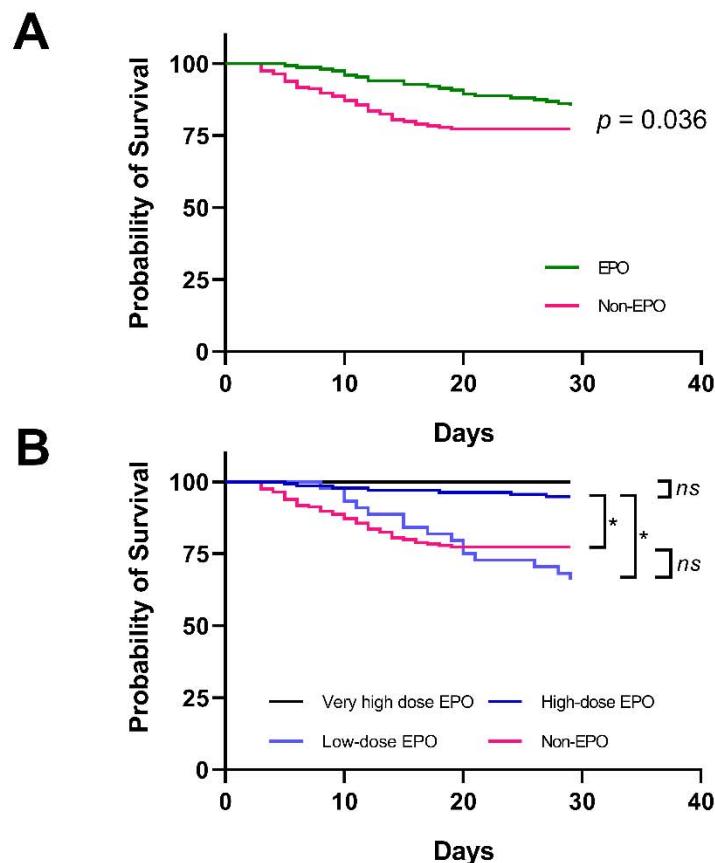 A
Probability of Survival
100
75
50
25
0
p = 0.036
EPO
Non-EPO
0 10 20 30 40
Days
B
Probability of Survival
100
75
50
25
0
ns
*
*
ns
Very high dose EPO High-dose EPO
Low-dose EPO Non-EPO
0 10 20 30 40
Days